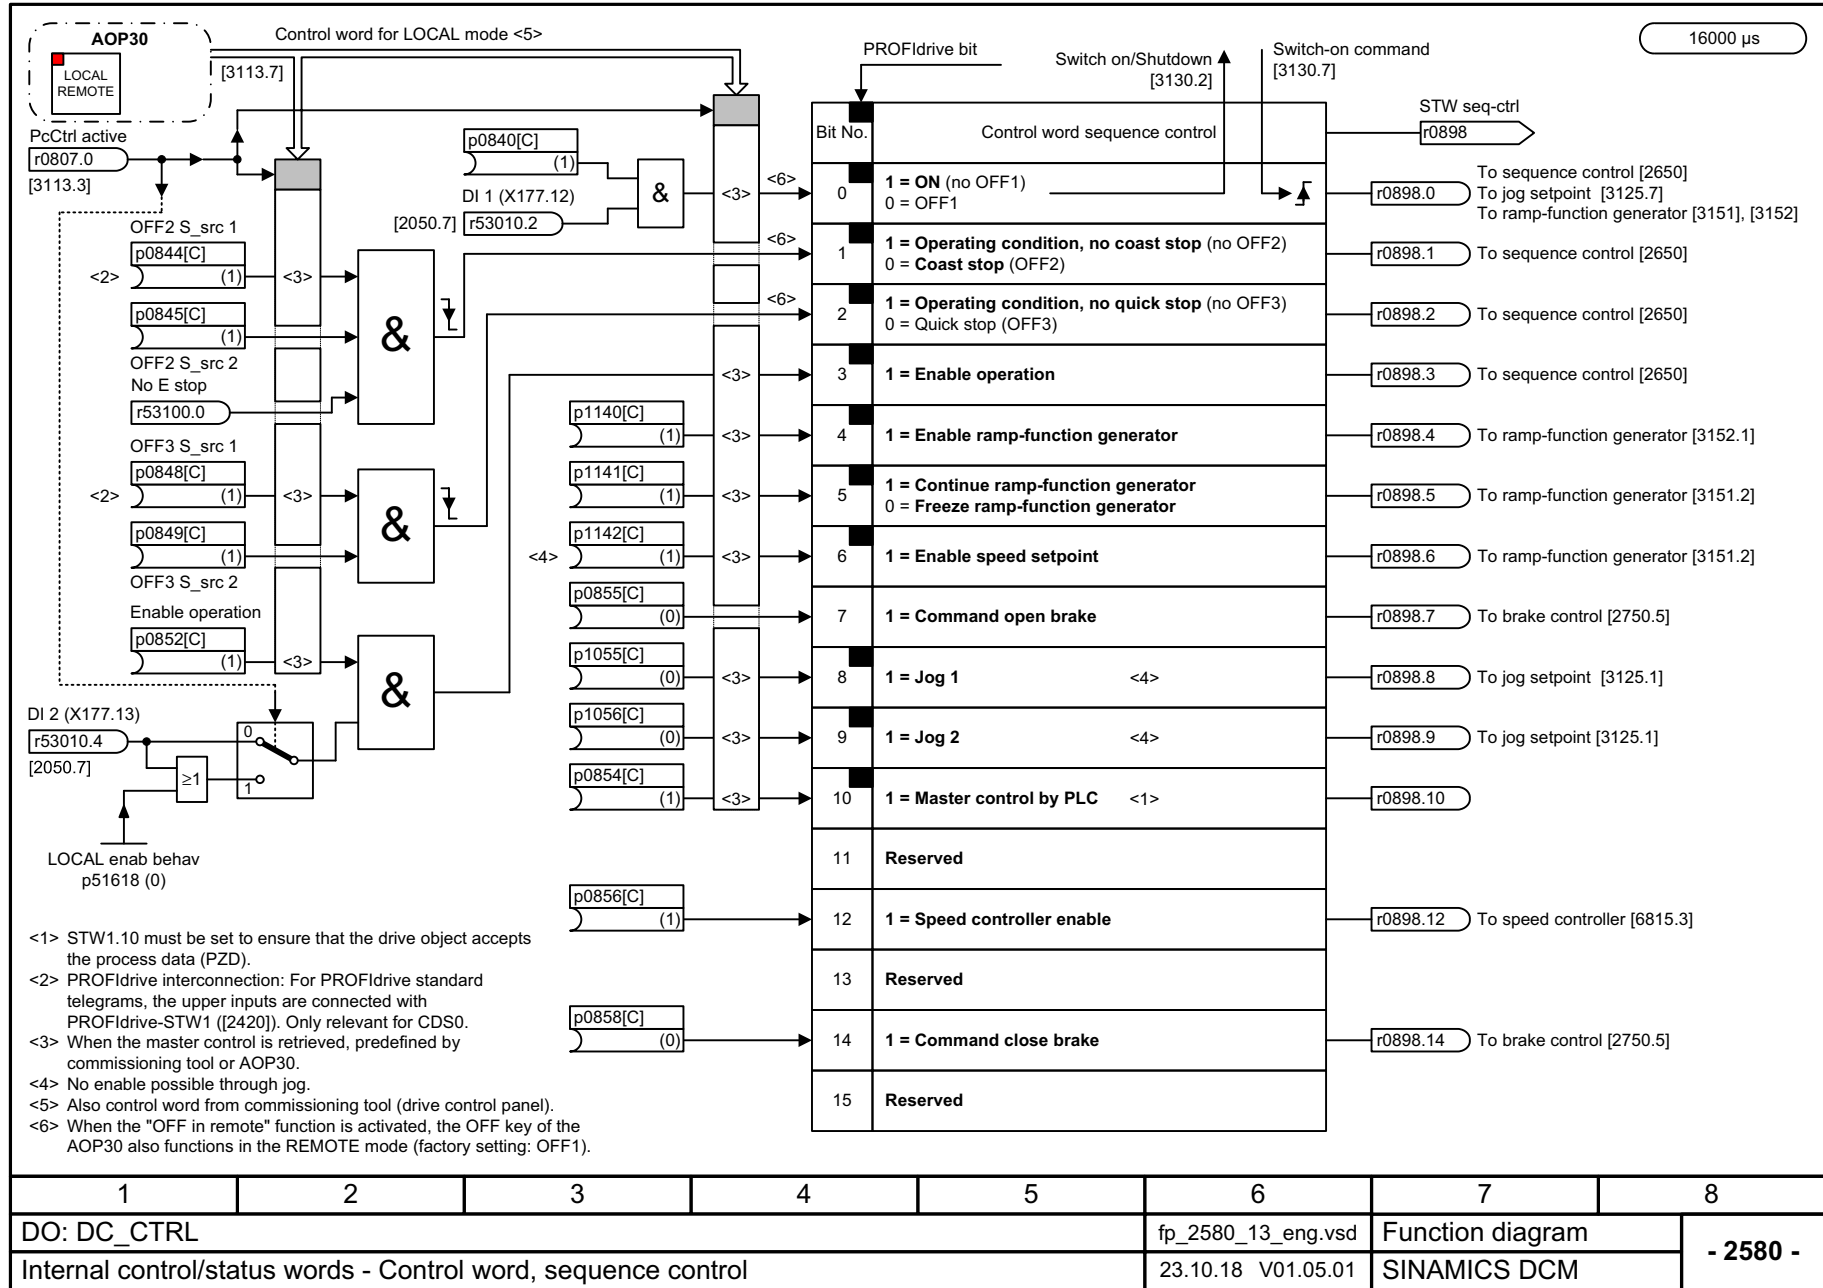 AOP30
LOCAL
REMOTE
Control word for LOCAL mode <5>
[3113.7]
PcCtrl active
r0807.0
[3113.3]
PROFIdrive bit
Switch on/Shutdown
[3130.2]
Switch-on command
[3130.7]
16000 µs
STW seq-ctrl
r0898
Bit No.
Control word sequence control
p0840[C]
(1)
DI 1 (X177.12)
[2050.7]
r53010.2
&
<3>
<6>
0
1 = ON (no OFF1)
0 = OFF1
r0898.0
To sequence control [2650]
To jog setpoint [3125.7]
To ramp-function generator [3151], [3152]
OFF2 S_src 1
p0844[C]
<2>
(1)
<3>
p0845[C]
(1)
OFF2 S_src 2
No E stop
r53100.0
&
<6>
1
1 = Operating condition, no coast stop (no OFF2)
0 = Coast stop (OFF2)
r0898.1
To sequence control [2650]
OFF3 S_src 1
p0848[C]
<2>
(1)
<3>
p0849[C]
(1)
OFF3 S_src 2
&
<6>
2
1 = Operating condition, no quick stop (no OFF3)
0 = Quick stop (OFF3)
r0898.2
To sequence control [2650]
Enable operation
p0852[C]
(1)
<3>
&
DI 2 (X177.13)
r53010.4
[2050.7]
≥1
0
1
LOCAL enab behav
p51618 (0)
<3>
3
1 = Enable operation
r0898.3
To sequence control [2650]
p1140[C]
(1)
<3>
4
1 = Enable ramp-function generator
r0898.4
To ramp-function generator [3152.1]
p1141[C]
(1)
<3>
5
1 = Continue ramp-function generator
0 = Freeze ramp-function generator
r0898.5
To ramp-function generator [3151.2]
p1142[C]
<4>
(1)
<3>
6
1 = Enable speed setpoint
r0898.6
To ramp-function generator [3151.2]
p0855[C]
(0)
7
1 = Command open brake
r0898.7
To brake control [2750.5]
p1055[C]
(0)
<3>
8
1 = Jog 1 <4>
r0898.8
To jog setpoint [3125.1]
p1056[C]
(0)
<3>
9
1 = Jog 2 <4>
r0898.9
To jog setpoint [3125.1]
p0854[C]
(1)
<3>
10
1 = Master control by PLC <1>
r0898.10
11
Reserved
p0856[C]
(1)
12
1 = Speed controller enable
r0898.12
To speed controller [6815.3]
13
Reserved
p0858[C]
(0)
14
1 = Command close brake
r0898.14
To brake control [2750.5]
15
Reserved
<1> STW1.10 must be set to ensure that the drive object accepts
the process data (PZD).
<2> PROFIdrive interconnection: For PROFIdrive standard
telegrams, the upper inputs are connected with
PROFIdrive-STW1 ([2420]). Only relevant for CDS0.
<3> When the master control is retrieved, predefined by
commissioning tool or AOP30.
<4> No enable possible through jog.
<5> Also control word from commissioning tool (drive control panel).
<6> When the "OFF in remote" function is activated, the OFF key of the
AOP30 also functions in the REMOTE mode (factory setting: OFF1).
1 2 3 4 5 6 7 8
DO: DC_CTRL
fp_2580_13_eng.vsd
Function diagram
- 2580 -
Internal control/status words - Control word, sequence control
23.10.18 V01.05.01
SINAMICS DCM